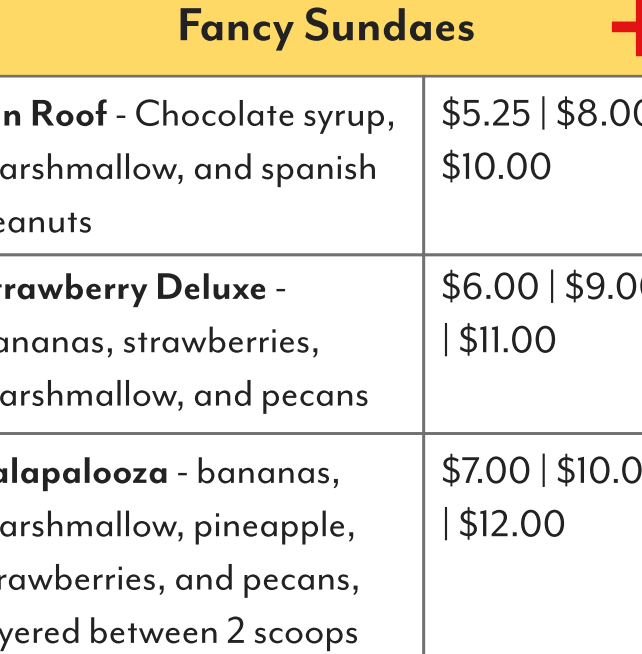 Fancy Sundaes
n Roof - Chocolate syrup,
arshmallow, and spanish
eanuts
$5.25 | $8.00
$10.00
rawberry Deluxe -
ananas, strawberries,
arshmallow, and pecans
$6.00 | $9.00
| $11.00
alapalooza - bananas,
arshmallow, pineapple,
rawberries, and pecans,
yered between 2 scoops
$7.00 | $10.0
| $12.00